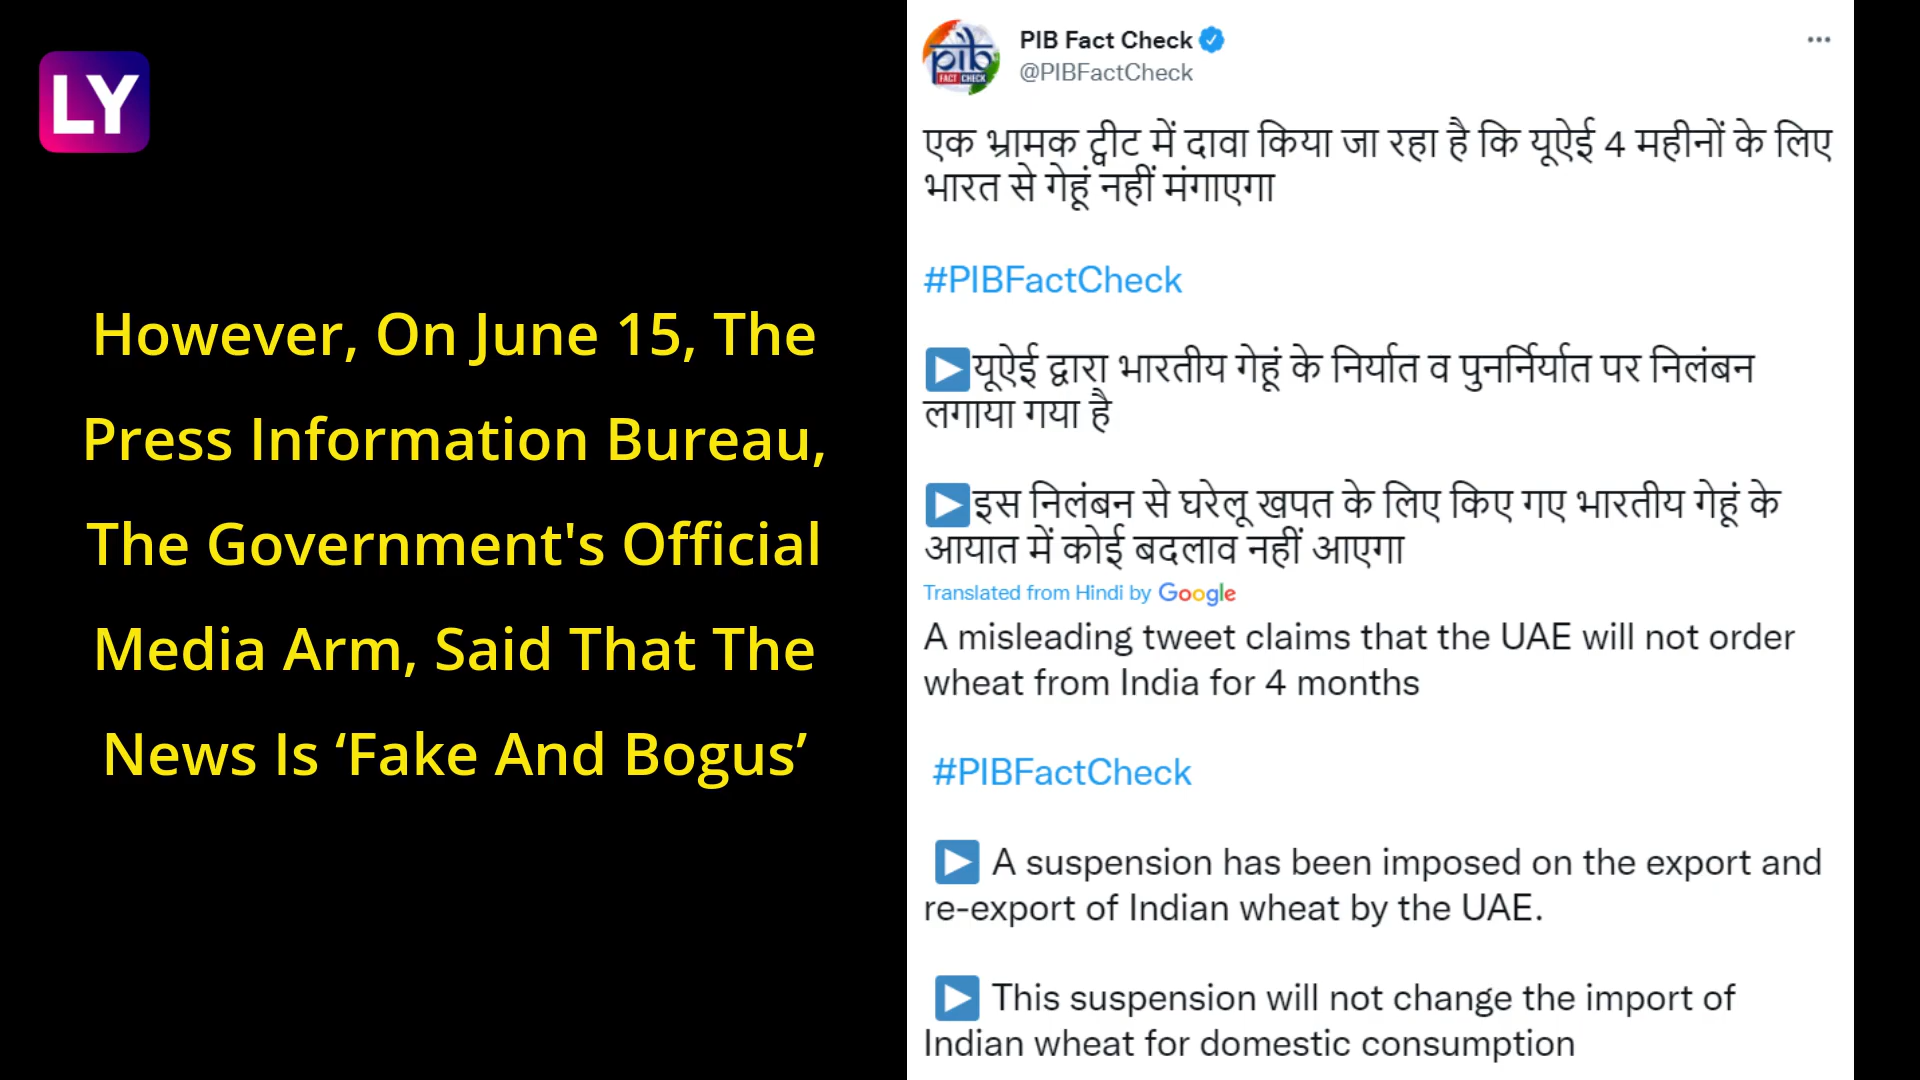 LY
However, On June 15, The
Press Information Bureau,
The Government's Official
Media Arm, Said That The
News Is ‘Fake And Bogus’
pib
FACT CHECK
PIB Fact Check
@PIBFactCheck
एक भ्रामक ट्वीट में दावा किया जा रहा है कि यूऐई 4 महीनों के लिए
भारत से गेहूं नहीं मंगाएगा
#PIBFactCheck
यूऐई द्वारा भारतीय गेहूं के निर्यात व पुनर्निर्यात पर निलंबन
लगाया गया है
इस निलंबन से घरेलू खपत के लिए किए गए भारतीय गेहूं के
आयात में कोई बदलाव नहीं आएगा
Translated from Hindi by Google
A misleading tweet claims that the UAE will not order
wheat from India for 4 months
#PIBFactCheck
A suspension has been imposed on the export and
re-export of Indian wheat by the UAE.
This suspension will not change the import of
Indian wheat for domestic consumption